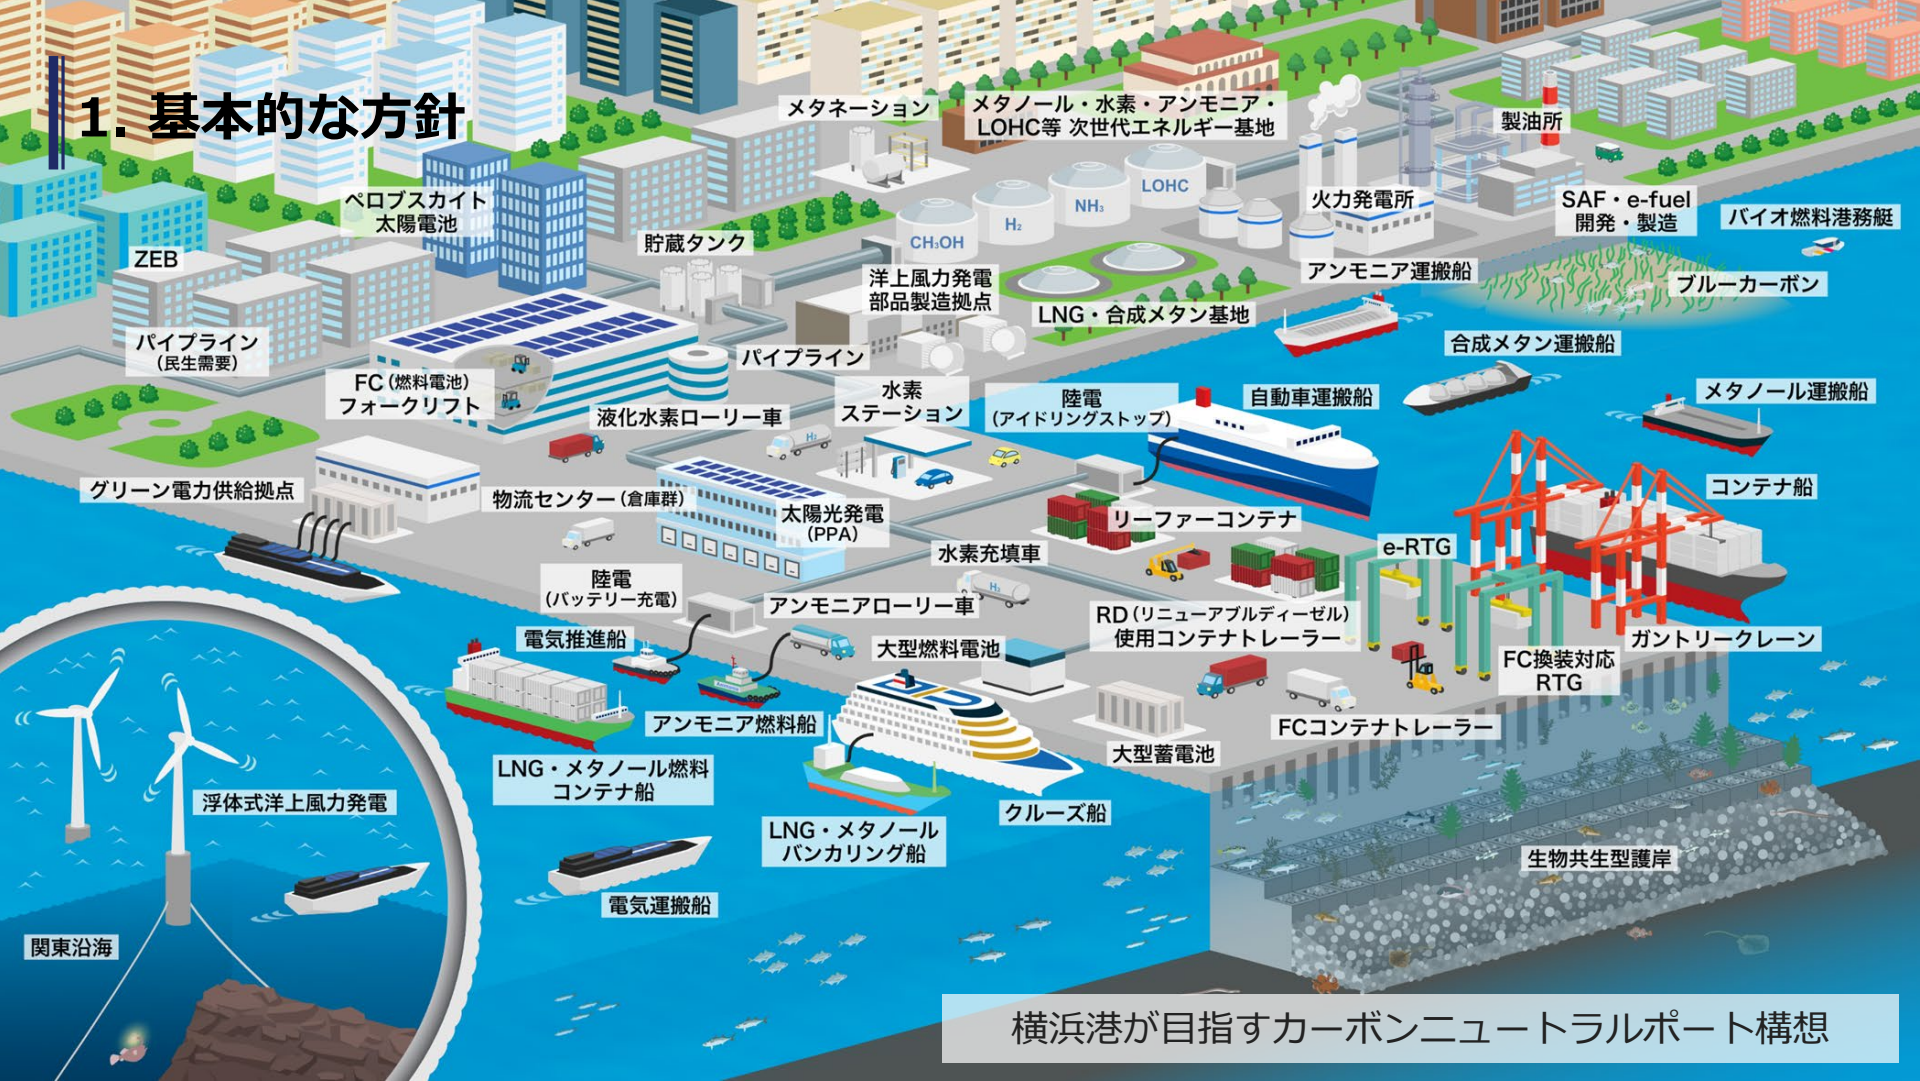 1. 基本的な方針
メタネーション
メタノール・水素・アンモニア・
LOHC等 次世代エネルギー基地
製油所
ペロブスカイト
太陽電池
ZEB
貯蔵タンク
CH₃OH
H₂
NH₃
LOHC
火力発電所
SAF・e-fuel
開発・製造
バイオ燃料港務艇
洋上風力発電
部品製造拠点
アンモニア運搬船
ブルーカーボン
LNG・合成メタン基地
パイプライン
(民生需要)
パイプライン
合成メタン運搬船
FC(燃料電池)
フォークリフト
液化水素ローリー車
水素
ステーション
陸電
(アイドリングストップ)
自動車運搬船
メタノール運搬船
H₂
グリーン電力供給拠点
物流センター(倉庫群)
太陽光発電
(PPA)
リーファーコンテナ
コンテナ船
水素充填車
H₂
e-RTG
陸電
(バッテリー充電)
アンモニアローリー車
RD(リニューアブルディーゼル)
使用コンテナトレーラー
電気推進船
大型燃料電池
ガントリークレーン
FC換装対応
RTG
アンモニア燃料船
FCコンテナトレーラー
大型蓄電池
LNG・メタノール燃料
コンテナ船
浮体式洋上風力発電
クルーズ船
LNG・メタノール
バンカリング船
生物共生型護岸
電気運搬船
関東沿海
横浜港が目指すカーボンニュートラルポート構想